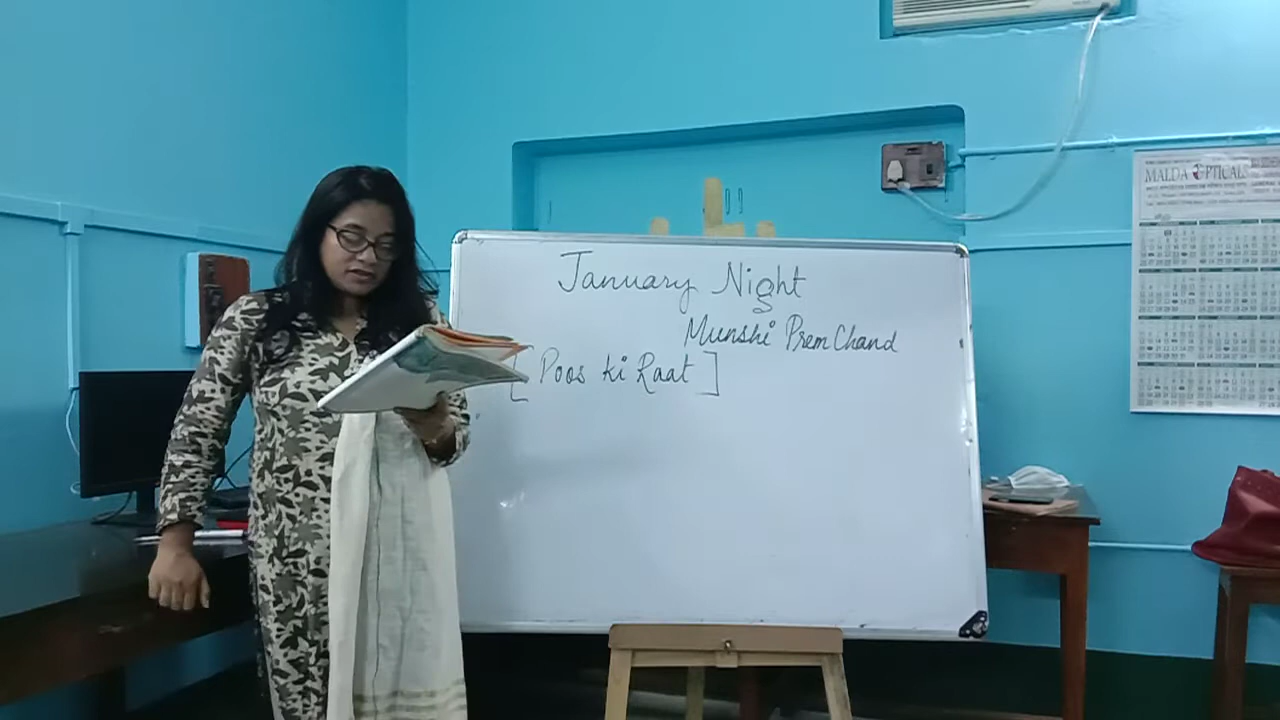 January Night
Munshi Prem Chand
[Poos ki Raat]
MALDA OPTICALS